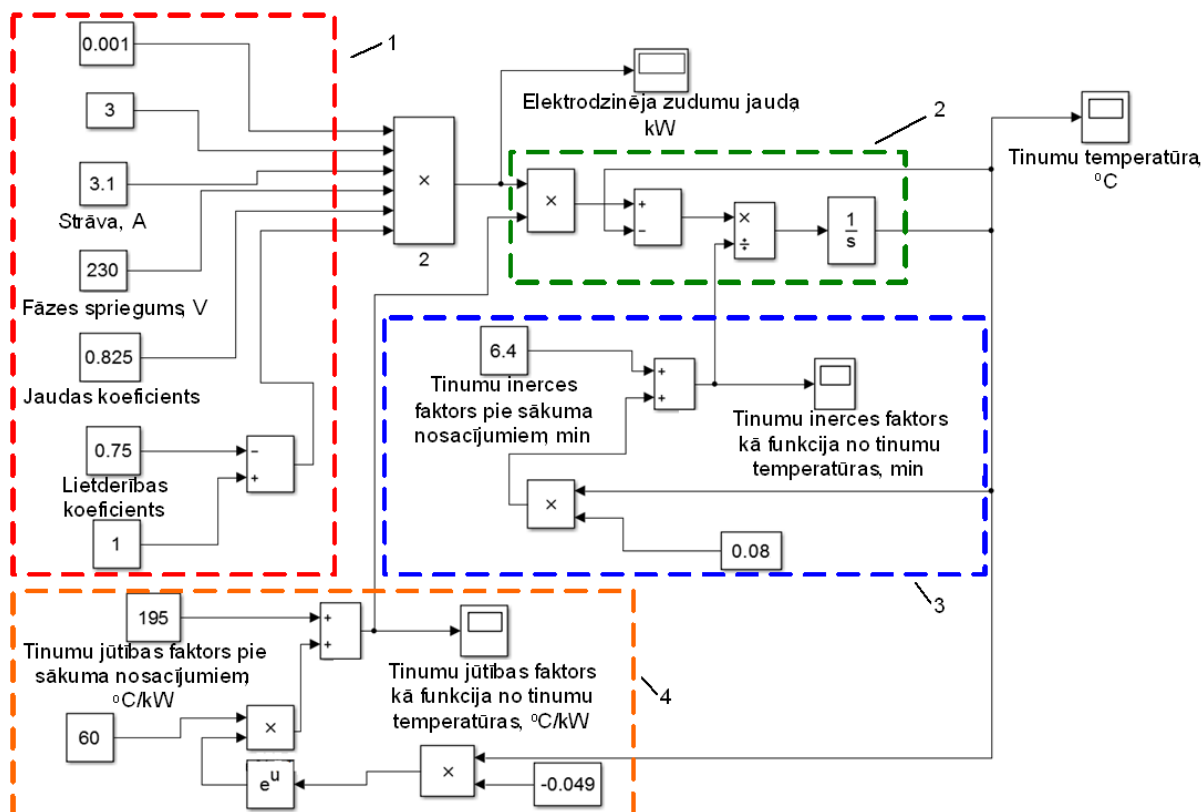 0.001
1
3
3.1
Strāva, A
230
Fāzes spriegums, V
0.825
Jaudas koeficients
0.75
Lietderības
koeficients
1
−
+
×
2
Elektrodzinēja zudumu jauda,
kW
2
×
+
−
×
÷
1
s
Tinumu temperatūra,
ºC
6.4
Tinumu inerces
faktors pie sākuma
nosacījumiem, min
+
+
Tinumu inerces faktors
kā funkcija no tinumu
temperatūras, min
×
0.08
3
195
Tinumu jūtības faktors pie
sākuma nosacījumiem,
ºC/kW
+
+
Tinumu jūtības faktors
kā funkcija no tinumu
temperatūras, ºC/kW
4
60
×
eᵘ
×
-0.049